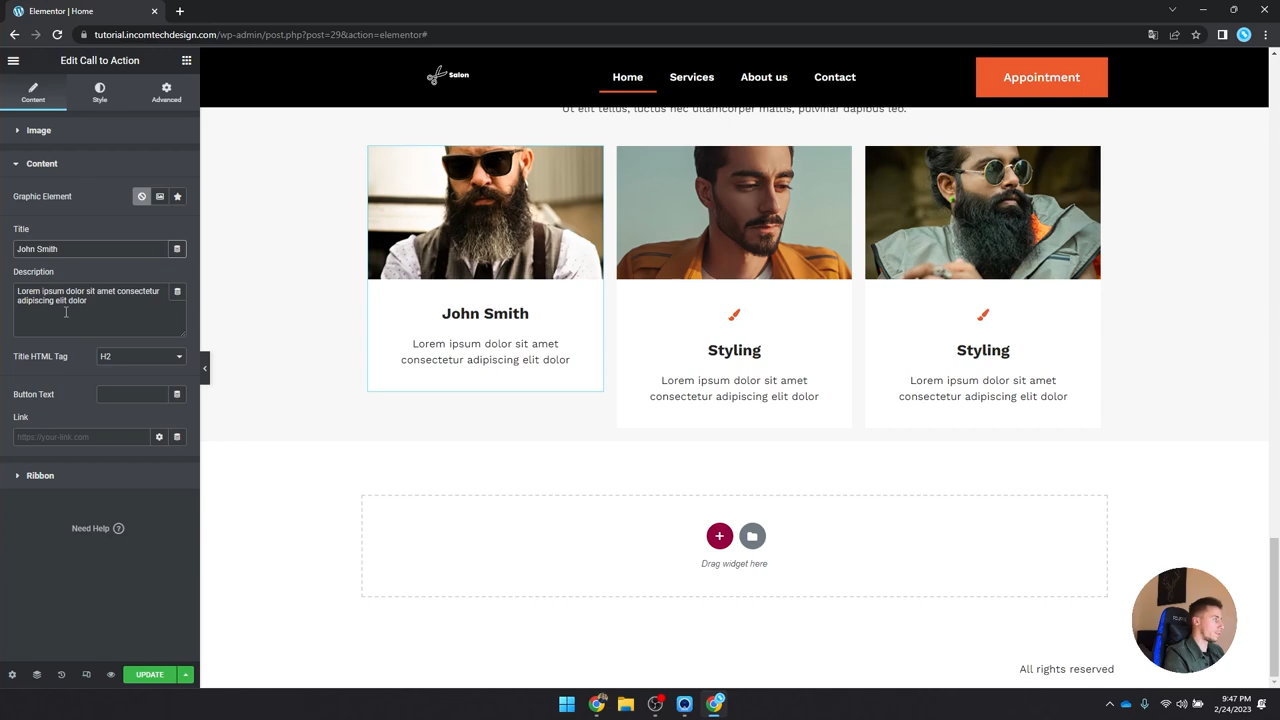 Elementor | Home
tutorial.incomtechdesign.com/wp-admin/post.php?post=29&action=elementor#
Edit Call to Action
Content
Style
Advanced
Image
Content
Graphic Element
Title
John Smith
Description
Lorem ipsum dolor sit amet consectetur
adipiscing elit dolor
Title HTML Tag
H2
Button Text
Link
https://your-link.com
Ribbon
Need Help
UPDATE
Salon
Home
Services
About us
Contact
Appointment
Ut elit tellus, luctus nec ullamcorper mattis, pulvinar dapibus leo.
John Smith
Lorem ipsum dolor sit amet
consectetur adipiscing elit dolor
Styling
Lorem ipsum dolor sit amet
consectetur adipiscing elit dolor
Styling
Lorem ipsum dolor sit amet
consectetur adipiscing elit dolor
Drag widget here
All rights reserved
9:47 PM
2/24/2023